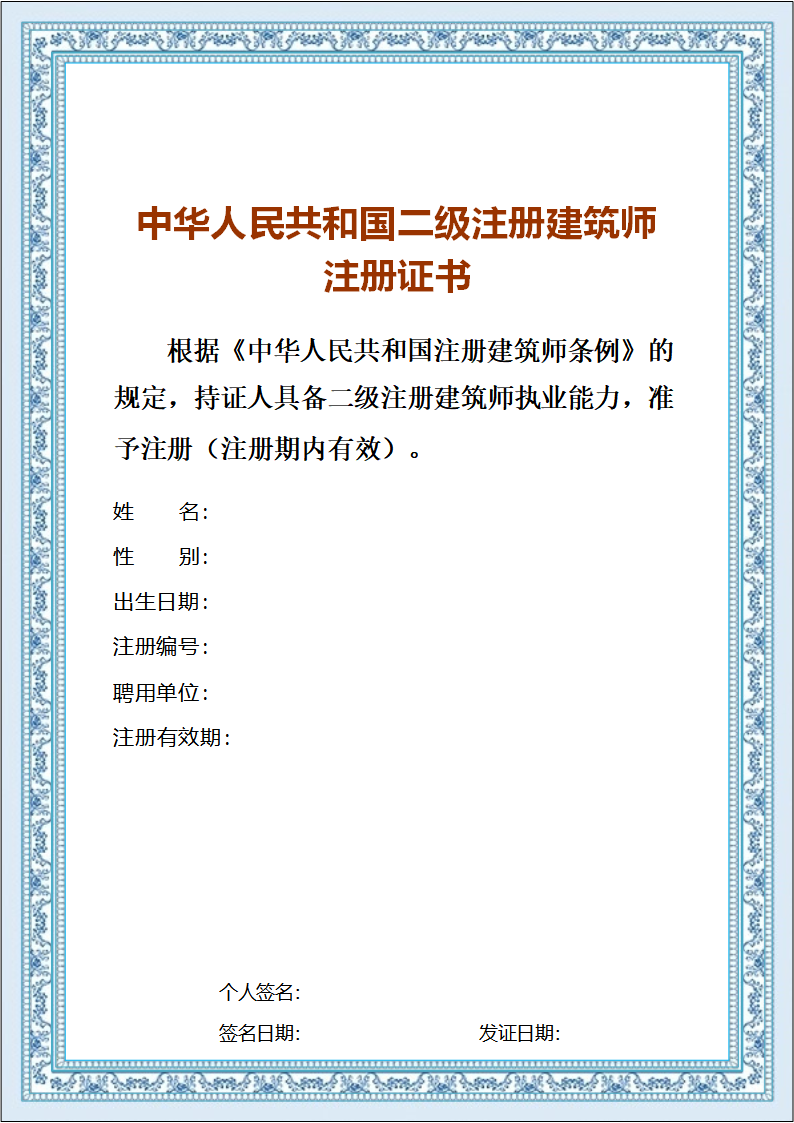 中华人民共和国二级注册建筑师
注册证书
根据《中华人民共和国注册建筑师条例》的
规定，持证人具备二级注册建筑师执业能力，准
予注册（注册期内有效）。
姓　　名：
性　　别：
出生日期：
注册编号：
聘用单位：
注册有效期：
个人签名：
签名日期：　　　　　　　　　发证日期：